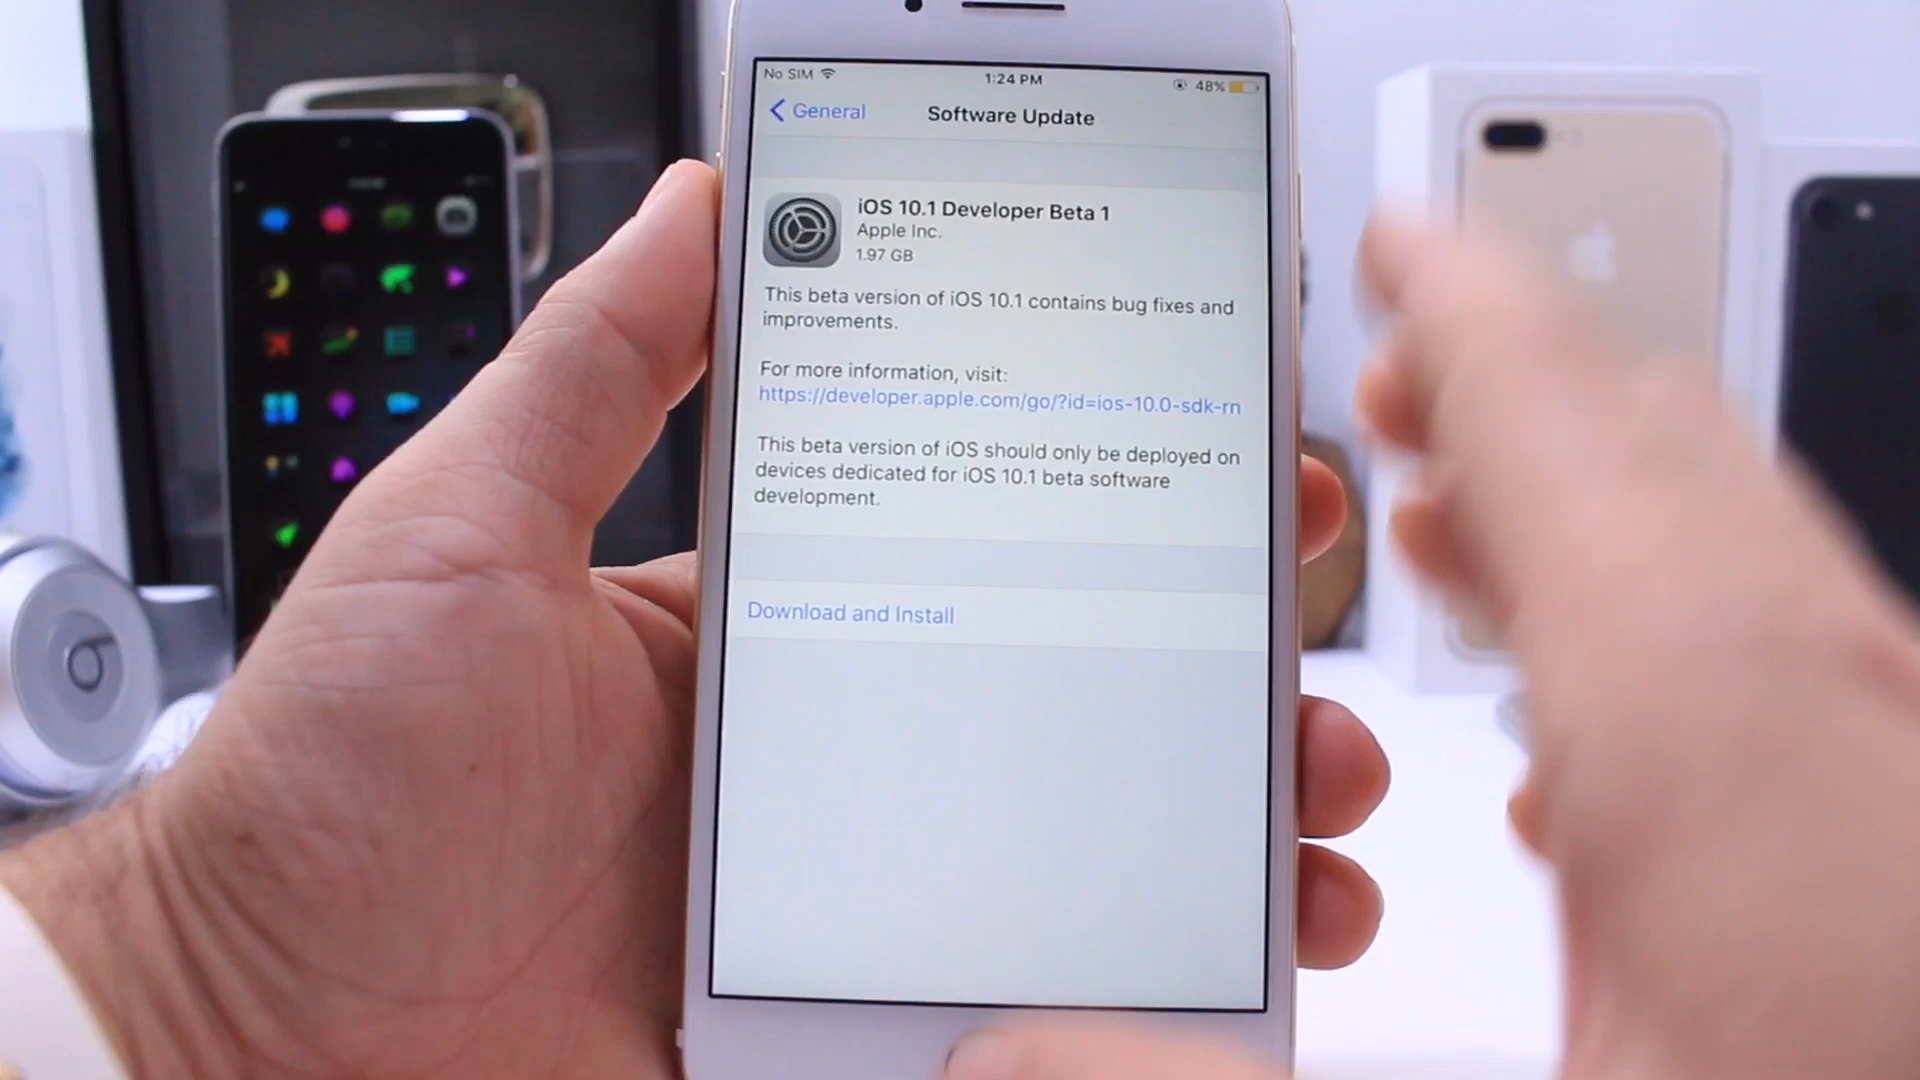 No SIM 1:24 PM 48%
General Software Update
iOS 10.1 Developer Beta 1
Apple Inc.
1.97 GB
This beta version of iOS 10.1 contains bug fixes and
improvements.
For more information, visit:
https://developer.apple.com/go/?id=ios-10.0-sdk-rn
This beta version of iOS should only be deployed on
devices dedicated for iOS 10.1 beta software
development.
Download and Install